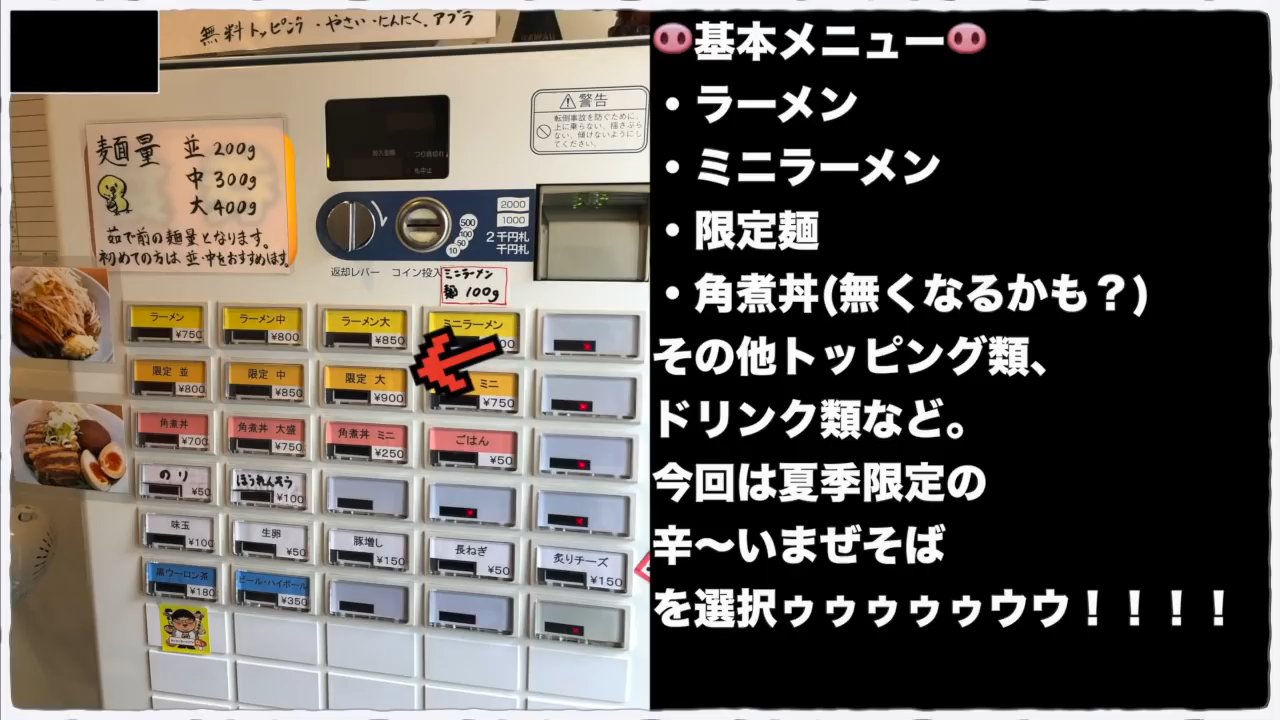 無料トッピング・やさい・にんにく、アブラ
麺量 並 200g
中 300g
大 400g
茹で前の麺量となります。
初めての方は 並・中をおすすめします。
警告
転倒事故を防ぐために、
上に乗らない、揺さぶら
ない、傾けないようにし
てください。
2000
1000
500
100
50
10
2千円札
千円札
返却レバー コイン投入
ミニラーメン
麺 100g
ラーメン ¥750
ラーメン中 ¥800
ラーメン大 ¥850
ミニラーメン
限定 並 ¥800
限定 中 ¥850
限定 大 ¥900
ミニ ¥750
角煮丼 ¥700
角煮丼 大盛 ¥750
角煮丼 ミニ ¥250
ごはん ¥50
のり ¥50
ほうれんそう ¥100
味玉 ¥100
生卵 ¥50
豚増し ¥150
長ねぎ ¥50
炙りチーズ ¥150
黒ウーロン茶 ¥180
ビール・ハイボール ¥350
基本メニュー
・ラーメン
・ミニラーメン
・限定麺
・角煮丼(無くなるかも？)
その他トッピング類、
ドリンク類など。
今回は夏季限定の
辛〜いまぜそば
を選択ゥゥゥゥゥウウ！！！！